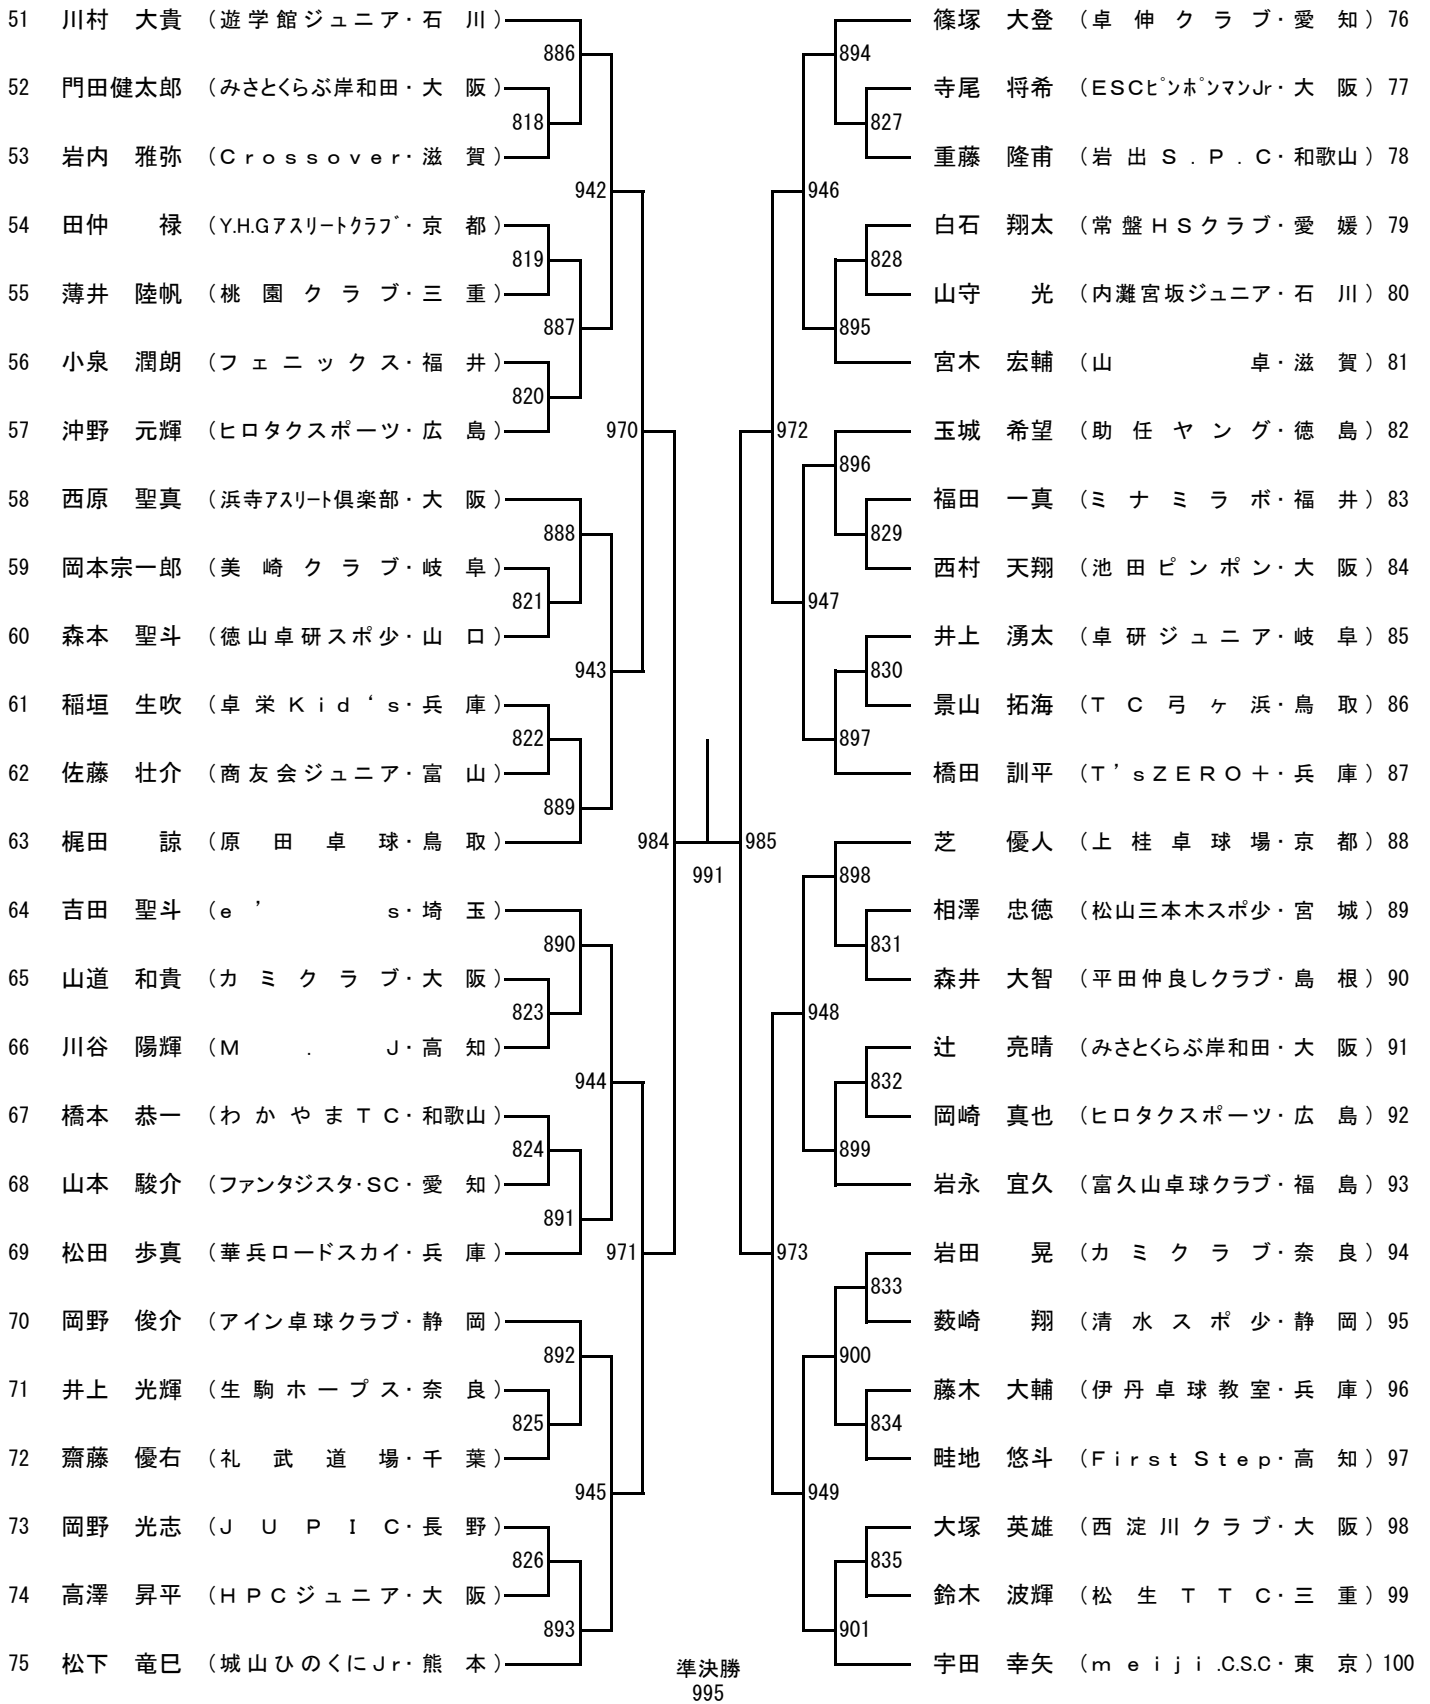 51 川村 大貴 (遊学館ジュニア・石 川)
886
52 門田健太郎 (みさとくらぶ岸和田・大 阪)
818
53 岩内 雅弥 (Crossover・滋 賀)
942
54 田仲 禄 (Y.H.Gアスリートクラブ・京 都)
819
55 薄井 陸帆 (桃園クラブ・三 重)
887
56 小泉 潤朗 (フェニックス・福 井)
820
57 沖野 元輝 (ヒロタクスポーツ・広 島)
970
58 西原 聖真 (浜寺アスリート倶楽部・大 阪)
888
59 岡本宗一郎 (美崎クラブ・岐 阜)
821
60 森本 聖斗 (徳山卓研スポ少・山 口)
943
61 稲垣 生吹 (卓栄Kid‘s・兵 庫)
822
62 佐藤 壮介 (商友会ジュニア・富 山)
889
63 梶田 諒 (原田卓球・鳥 取)
984
991
64 吉田 聖斗 (e’s・埼 玉)
890
65 山道 和貴 (カミクラブ・大 阪)
823
66 川谷 陽輝 (M.J・高 知)
944
67 橋本 恭一 (わかやまTC・和歌山)
824
68 山本 駿介 (ファンタジスタ・SC・愛 知)
891
69 松田 歩真 (華兵ロードスカイ・兵 庫)
971
70 岡野 俊介 (アイン卓球クラブ・静 岡)
892
71 井上 光輝 (生駒ホープス・奈 良)
825
72 齋藤 優右 (礼武道場・千 葉)
945
73 岡野 光志 (JUPIC・長 野)
826
74 高澤 昇平 (HPCジュニア・大 阪)
893
75 松下 竜巳 (城山ひのくにJr・熊 本)
篠塚 大登 (卓伸クラブ・愛 知) 76
894
寺尾 将希 (ESCピンポンマンJr・大 阪) 77
827
重藤 隆甫 (岩出S.P.C・和歌山) 78
946
白石 翔太 (常盤HSクラブ・愛 媛) 79
828
山守 光 (内灘宮坂ジュニア・石 川) 80
895
宮木 宏輔 (山卓・滋 賀) 81
972
玉城 希望 (助任ヤング・徳 島) 82
896
福田 一真 (ミナミラボ・福 井) 83
829
西村 天翔 (池田ピンポン・大 阪) 84
947
井上 湧太 (卓研ジュニア・岐 阜) 85
830
景山 拓海 (TC弓ヶ浜・鳥 取) 86
897
橋田 訓平 (T’sZERO＋・兵 庫) 87
985
芝 優人 (上桂卓球場・京 都) 88
898
相澤 忠徳 (松山三本木スポ少・宮 城) 89
831
森井 大智 (平田仲良しクラブ・島 根) 90
948
辻 亮晴 (みさとくらぶ岸和田・大 阪) 91
832
岡崎 真也 (ヒロタクスポーツ・広 島) 92
899
岩永 宜久 (富久山卓球クラブ・福 島) 93
973
岩田 晃 (カミクラブ・奈 良) 94
833
薮崎 翔 (清水スポ少・静 岡) 95
900
藤木 大輔 (伊丹卓球教室・兵 庫) 96
834
畦地 悠斗 (First Step・高 知) 97
949
大塚 英雄 (西淀川クラブ・大 阪) 98
835
鈴木 波輝 (松生TTC・三 重) 99
901
宇田 幸矢 (meiji.C.S.C・東 京) 100
準決勝
995